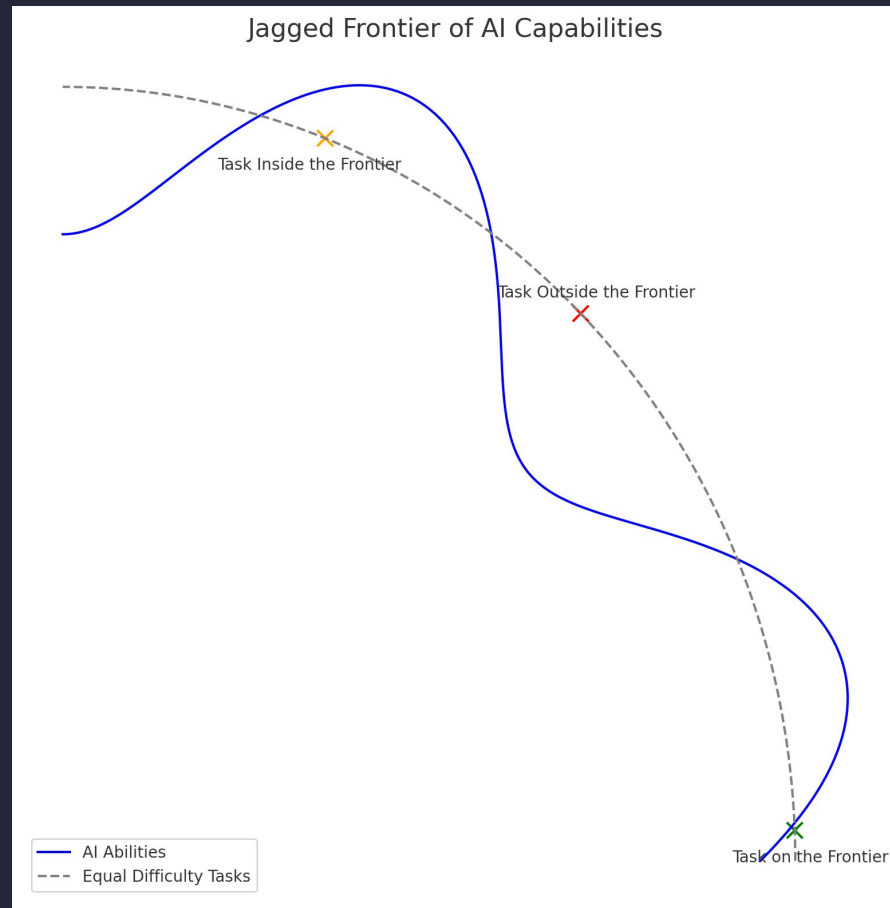 Jagged Frontier of AI Capabilities
Task Inside the Frontier
Task Outside the Frontier
Task on the Frontier
AI Abilities
Equal Difficulty Tasks